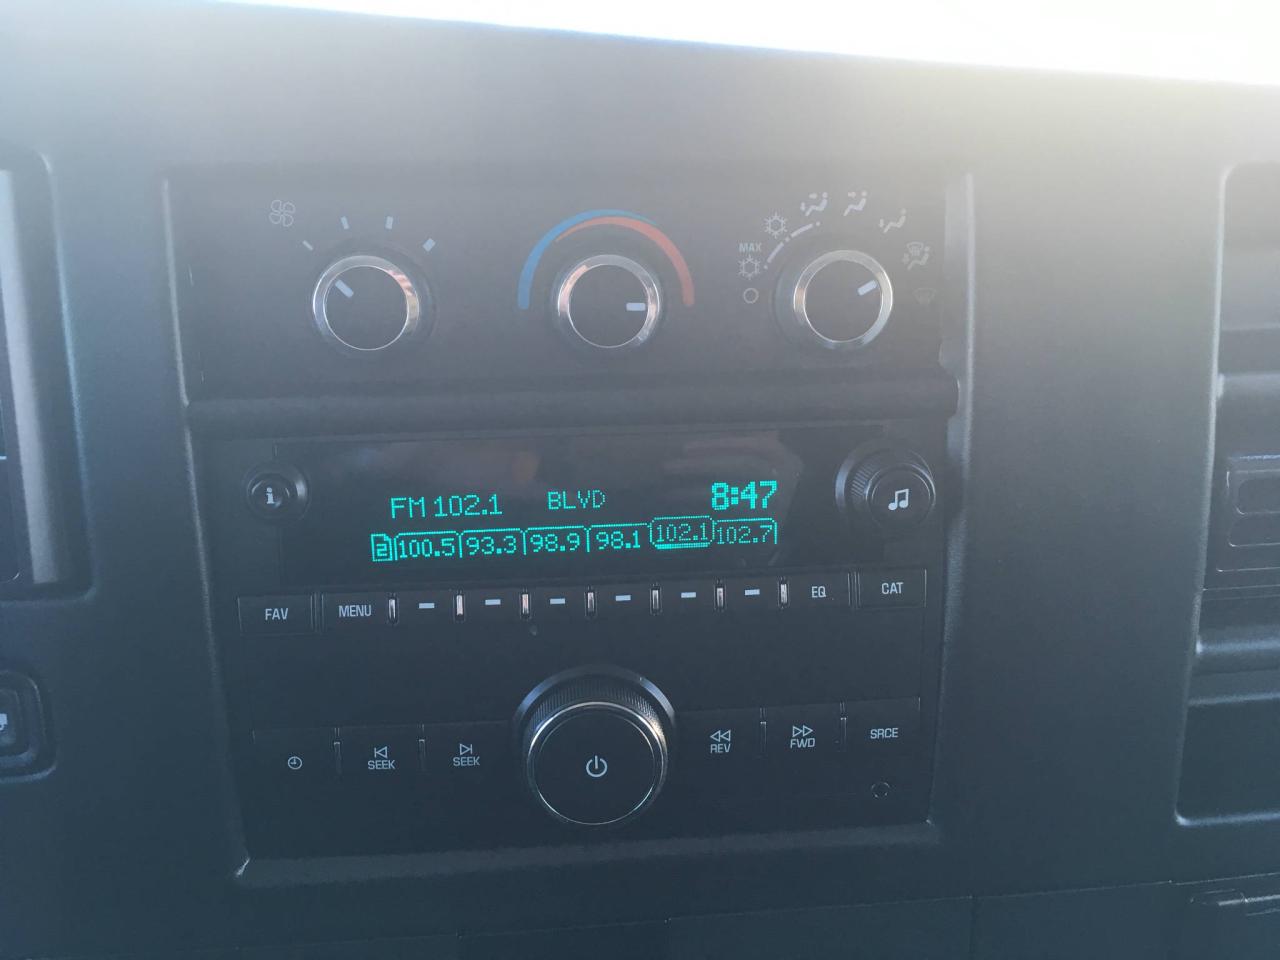 MAX
FM 102.1 BLVD 8:47
2 100.5 93.3 98.9 98.1 102.1 102.7
FAV MENU EQ CAT
SEEK SEEK REV FWD SRCE